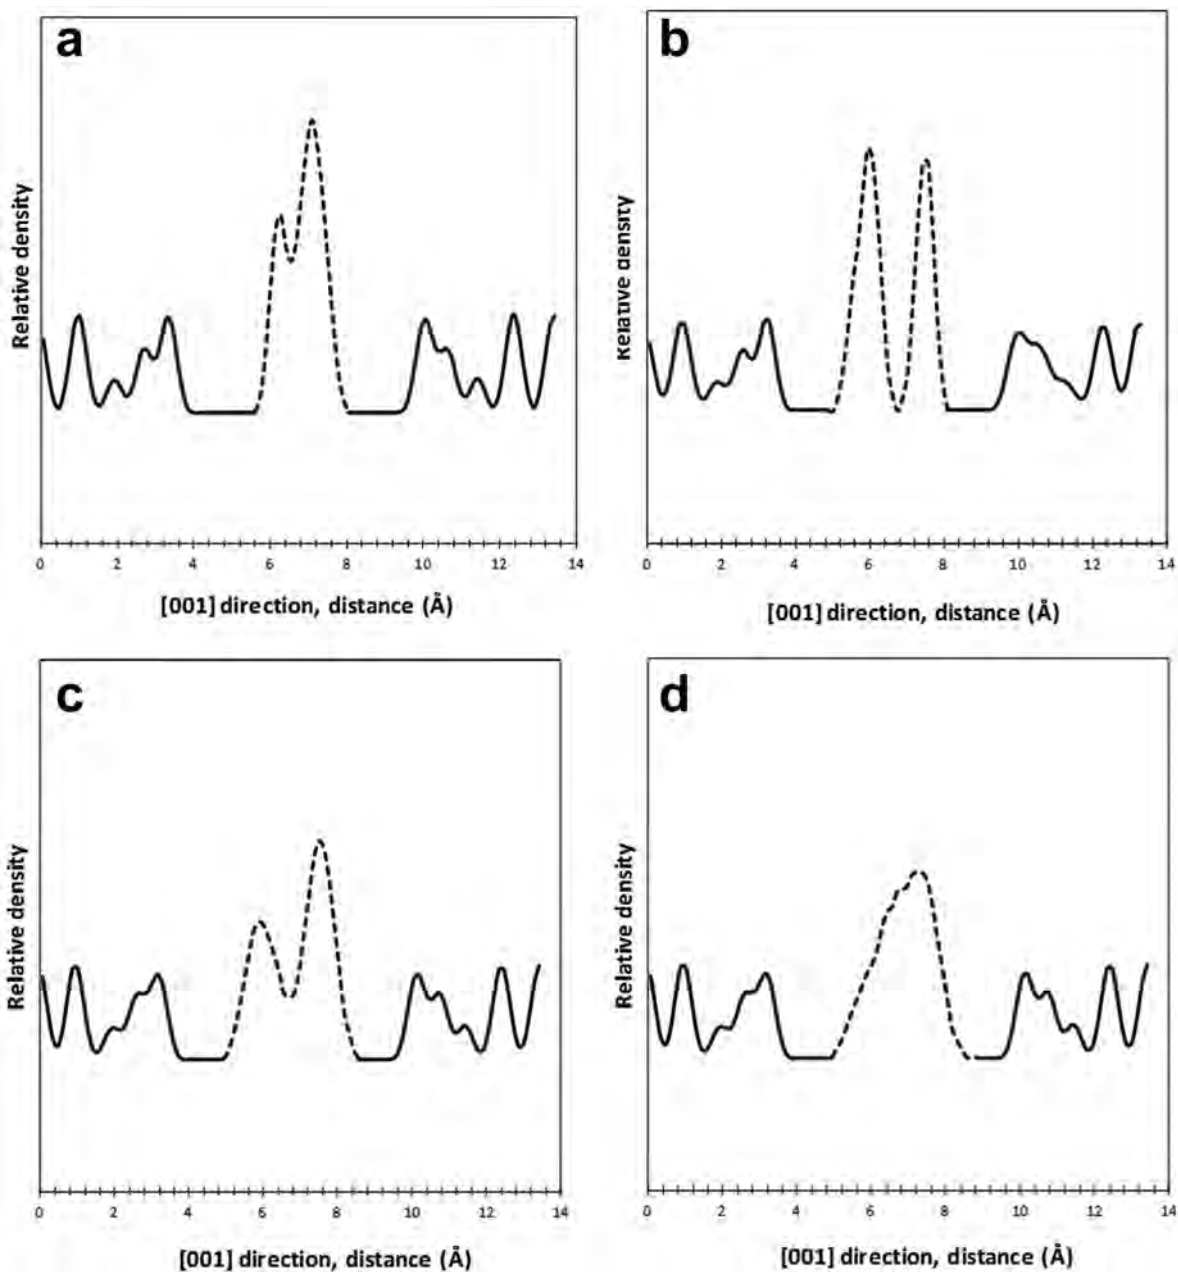 a
Relative density
0 2 4 6 8 10 12 14
[001] direction, distance (Å)
b
Relative density
0 2 4 6 8 10 12 14
[001] direction, distance (Å)
c
Relative density
0 2 4 6 8 10 12 14
[001] direction, distance (Å)
d
Relative density
0 2 4 6 8 10 12 14
[001] direction, distance (Å)